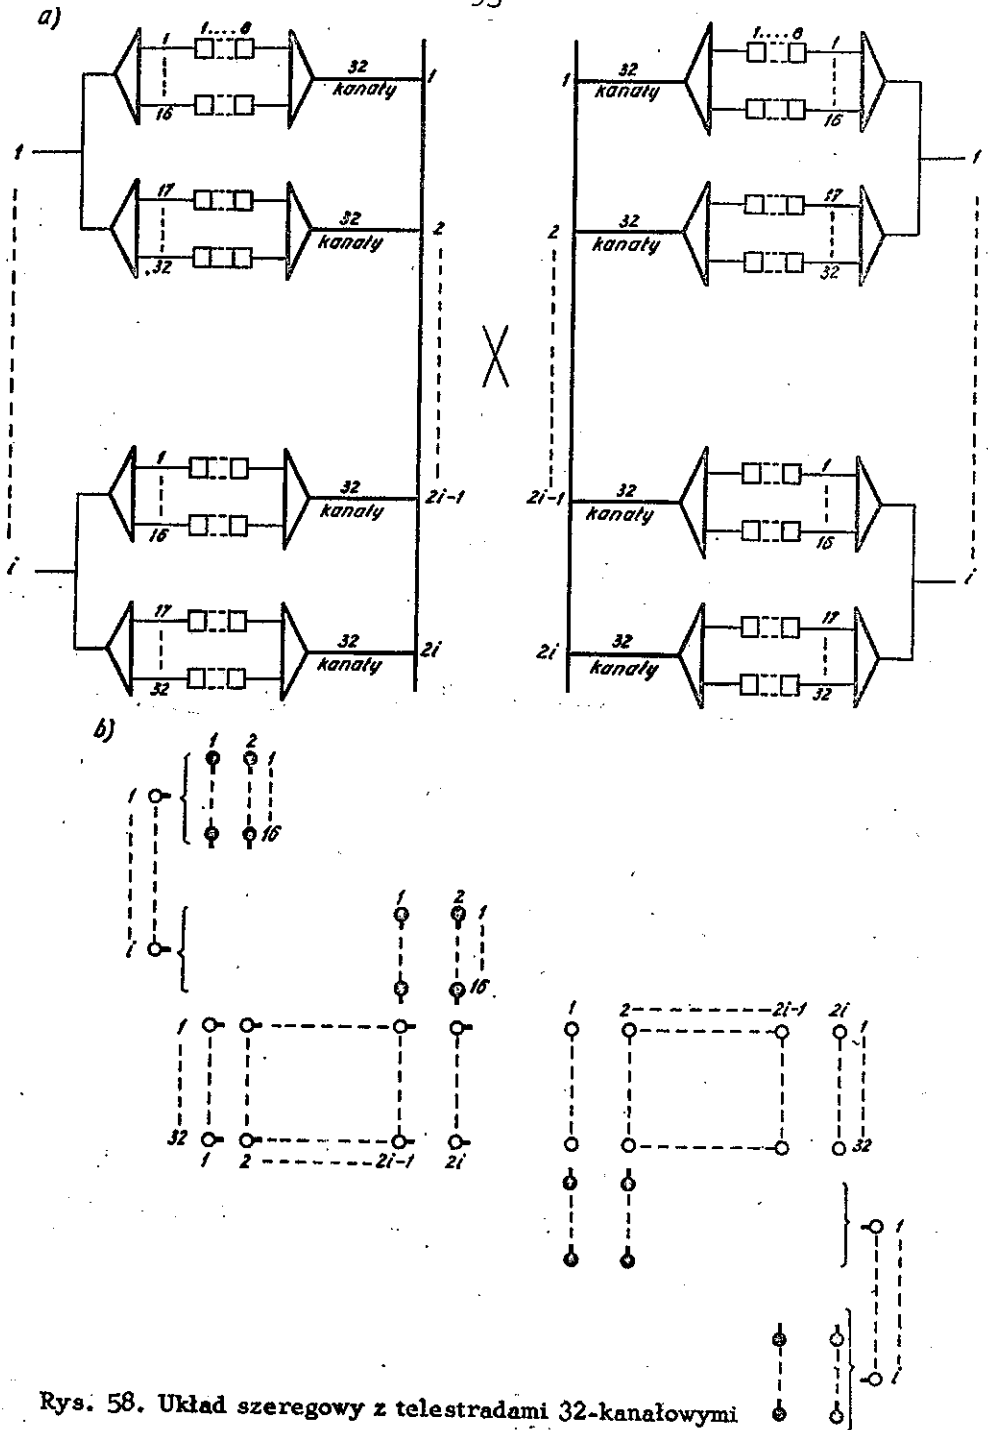 a)
1 1....8 32 kanały 1
16
1
17 32 kanały 2
32
1 32 kanały 2i-1
16
i
17 32 kanały 2i
32
1 32 kanały 1....8 1
16
1
2 32 kanały 17
32
2i-1 32 kanały 1
16
i
2i 32 kanały 17
32
b)
1 2 1
1
16
1 2 1
i
16
1
32
1 2 2i-1 2i
1 2 2i-1 2i
1
32
1
i
Rys. 58. Układ szeregowy z telestradami 32-kanałowymi